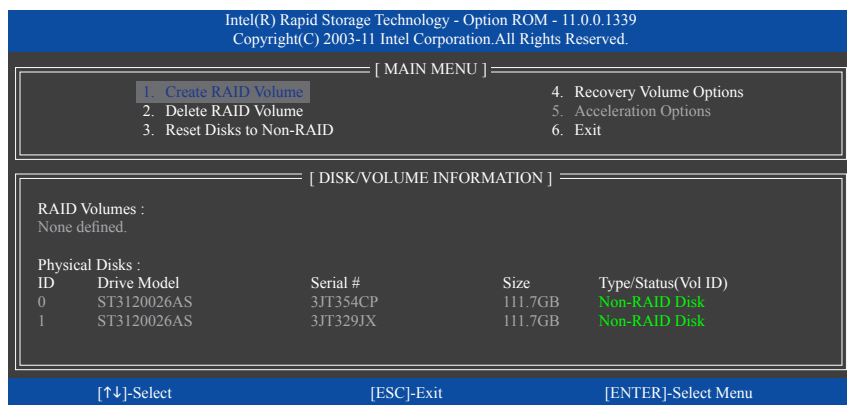 Intel(R) Rapid Storage Technology - Option ROM - 11.0.0.1339
Copyright(C) 2003-11 Intel Corporation.All Rights Reserved.
[ MAIN MENU ]
1. Create RAID Volume
2. Delete RAID Volume
3. Reset Disks to Non-RAID
4. Recovery Volume Options
5. Acceleration Options
6. Exit
[ DISK/VOLUME INFORMATION ]
RAID Volumes :
None defined.
Physical Disks :
ID Drive Model Serial # Size Type/Status(Vol ID)
0 ST3120026AS 3JT354CP 111.7GB Non-RAID Disk
1 ST3120026AS 3JT329JX 111.7GB Non-RAID Disk
[↑↓]-Select [ESC]-Exit [ENTER]-Select Menu